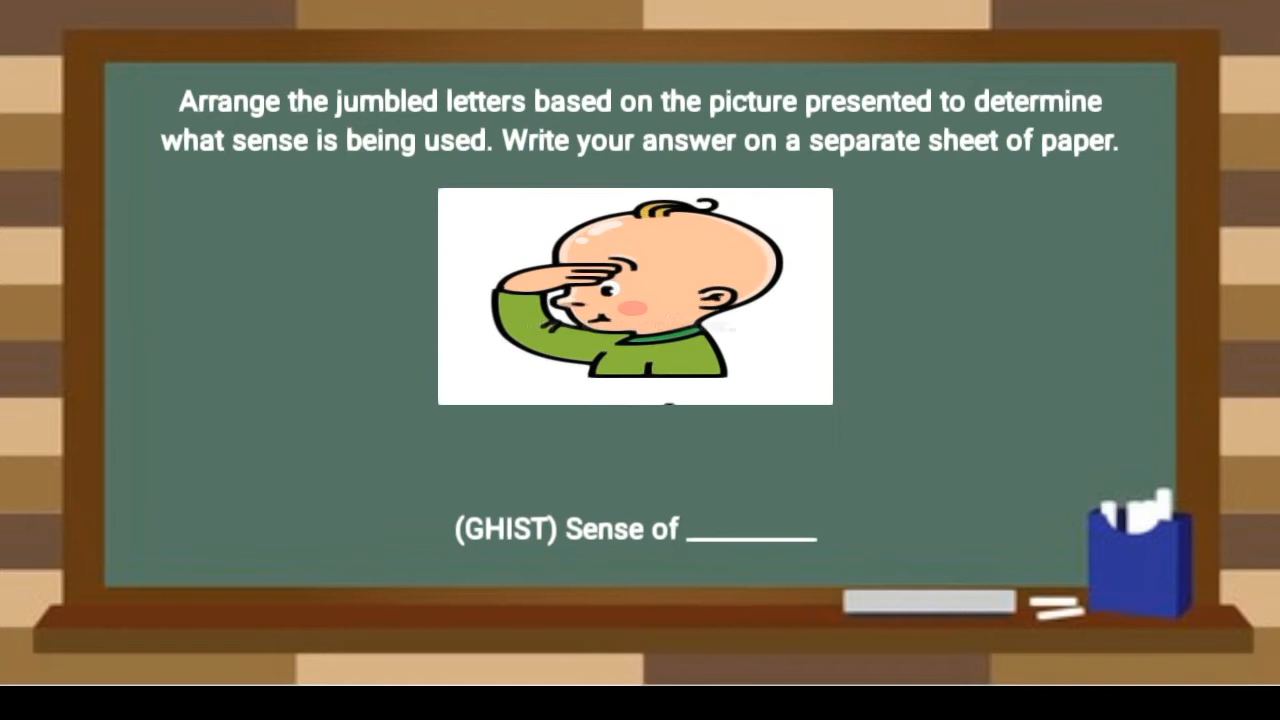 Arrange the jumbled letters based on the picture presented to determine
what sense is being used. Write your answer on a separate sheet of paper.
(GHIST) Sense of _________